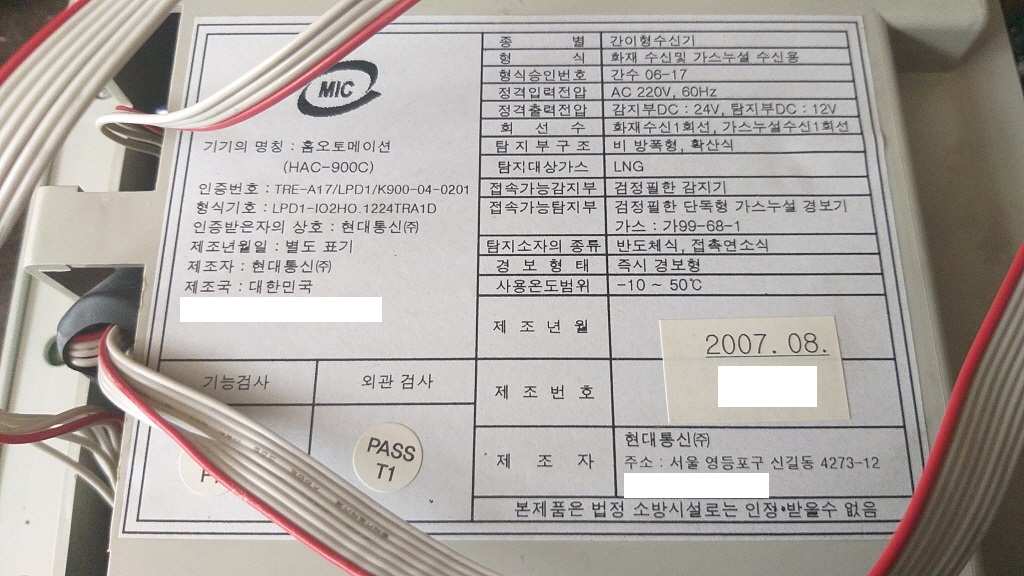 MIC
기기의 명칭 : 홈오토메이션
(HAC-900C)
인증번호 : TRE-A17/LPD1/K900-04-0201
형식기호 : LPD1-IO2HO.1224TRA1D
인증받은자의 상호 : 현대통신㈜
제조년월일 : 별도 표기
제조자 : 현대통신㈜
제조국 : 대한민국
기능검사 외관 검사
PASS
T1
종 별 간이형수신기
형 식 화재 수신및 가스누설 수신용
형식승인번호 간수 06-17
정격입력전압 AC 220V, 60Hz
정격출력전압 감지부DC : 24V, 탐지부DC : 12V
회 선 수 화재수신1회선, 가스누설수신1회선
탐지부구조 비 방폭형, 확산식
탐지대상가스 LNG
접속가능감지부 검정필한 감지기
접속가능탐지부 검정필한 단독형 가스누설 경보기
가스 : 가99-68-1
탐지소자의 종류 반도체식, 접촉연소식
경 보 형 태 즉시 경보형
사용온도범위 -10 ~ 50℃
제 조 년 월 2007. 08.
제 조 번 호
제 조 자 현대통신㈜
주소 : 서울 영등포구 신길동 4273-12
본제품은 법정 소방시설로는 인정•받을수 없음